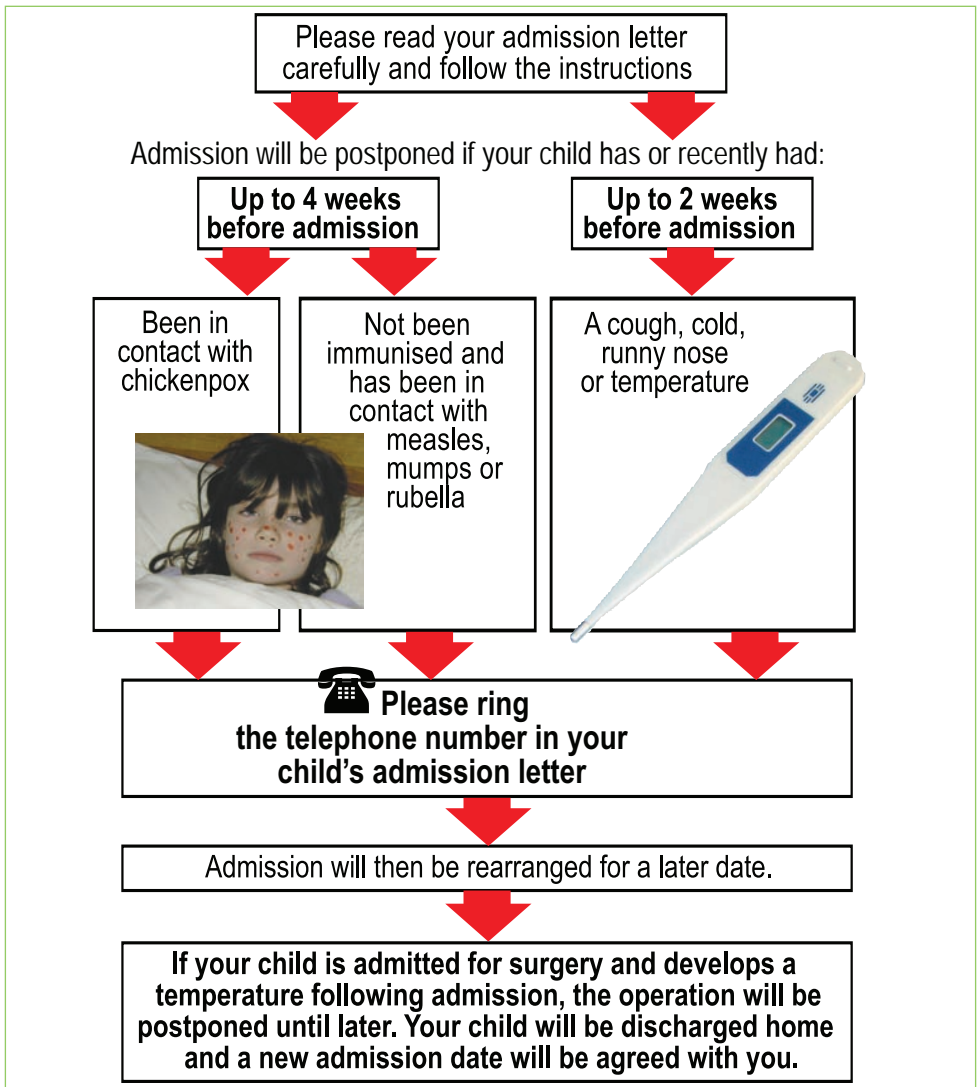 Please read your admission letter
carefully and follow the instructions
Admission will be postponed if your child has or recently had:
Up to 4 weeks
before admission
Up to 2 weeks
before admission
Been in
contact with
chickenpox
Not been
immunised and
has been in
contact with
measles,
mumps or
rubella
A cough, cold,
runny nose
or temperature
Please ring
the telephone number in your
child's admission letter
Admission will then be rearranged for a later date.
If your child is admitted for surgery and develops a
temperature following admission, the operation will be
postponed until later. Your child will be discharged home
and a new admission date will be agreed with you.